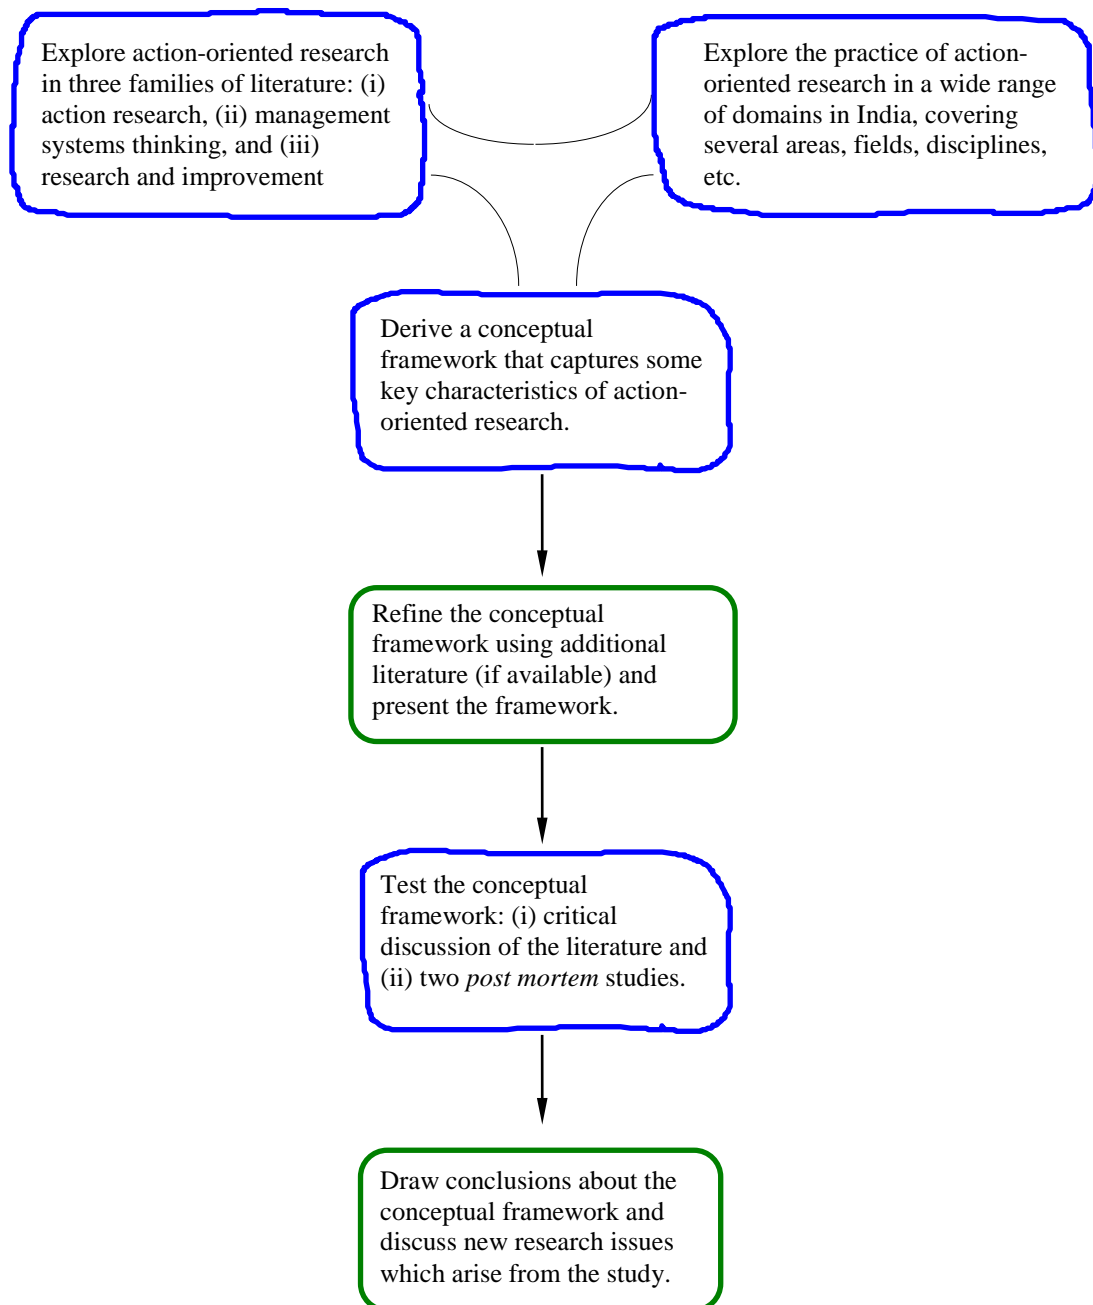 Explore action-oriented research
in three families of literature: (i)
action research, (ii) management
systems thinking, and (iii)
research and improvement
Explore the practice of action-
oriented research in a wide range
of domains in India, covering
several areas, fields, disciplines,
etc.
Derive a conceptual
framework that captures some
key characteristics of action-
oriented research.
Refine the conceptual
framework using additional
literature (if available) and
present the framework.
Test the conceptual
framework: (i) critical
discussion of the literature and
(ii) two post mortem studies.
Draw conclusions about the
conceptual framework and
discuss new research issues
which arise from the study.